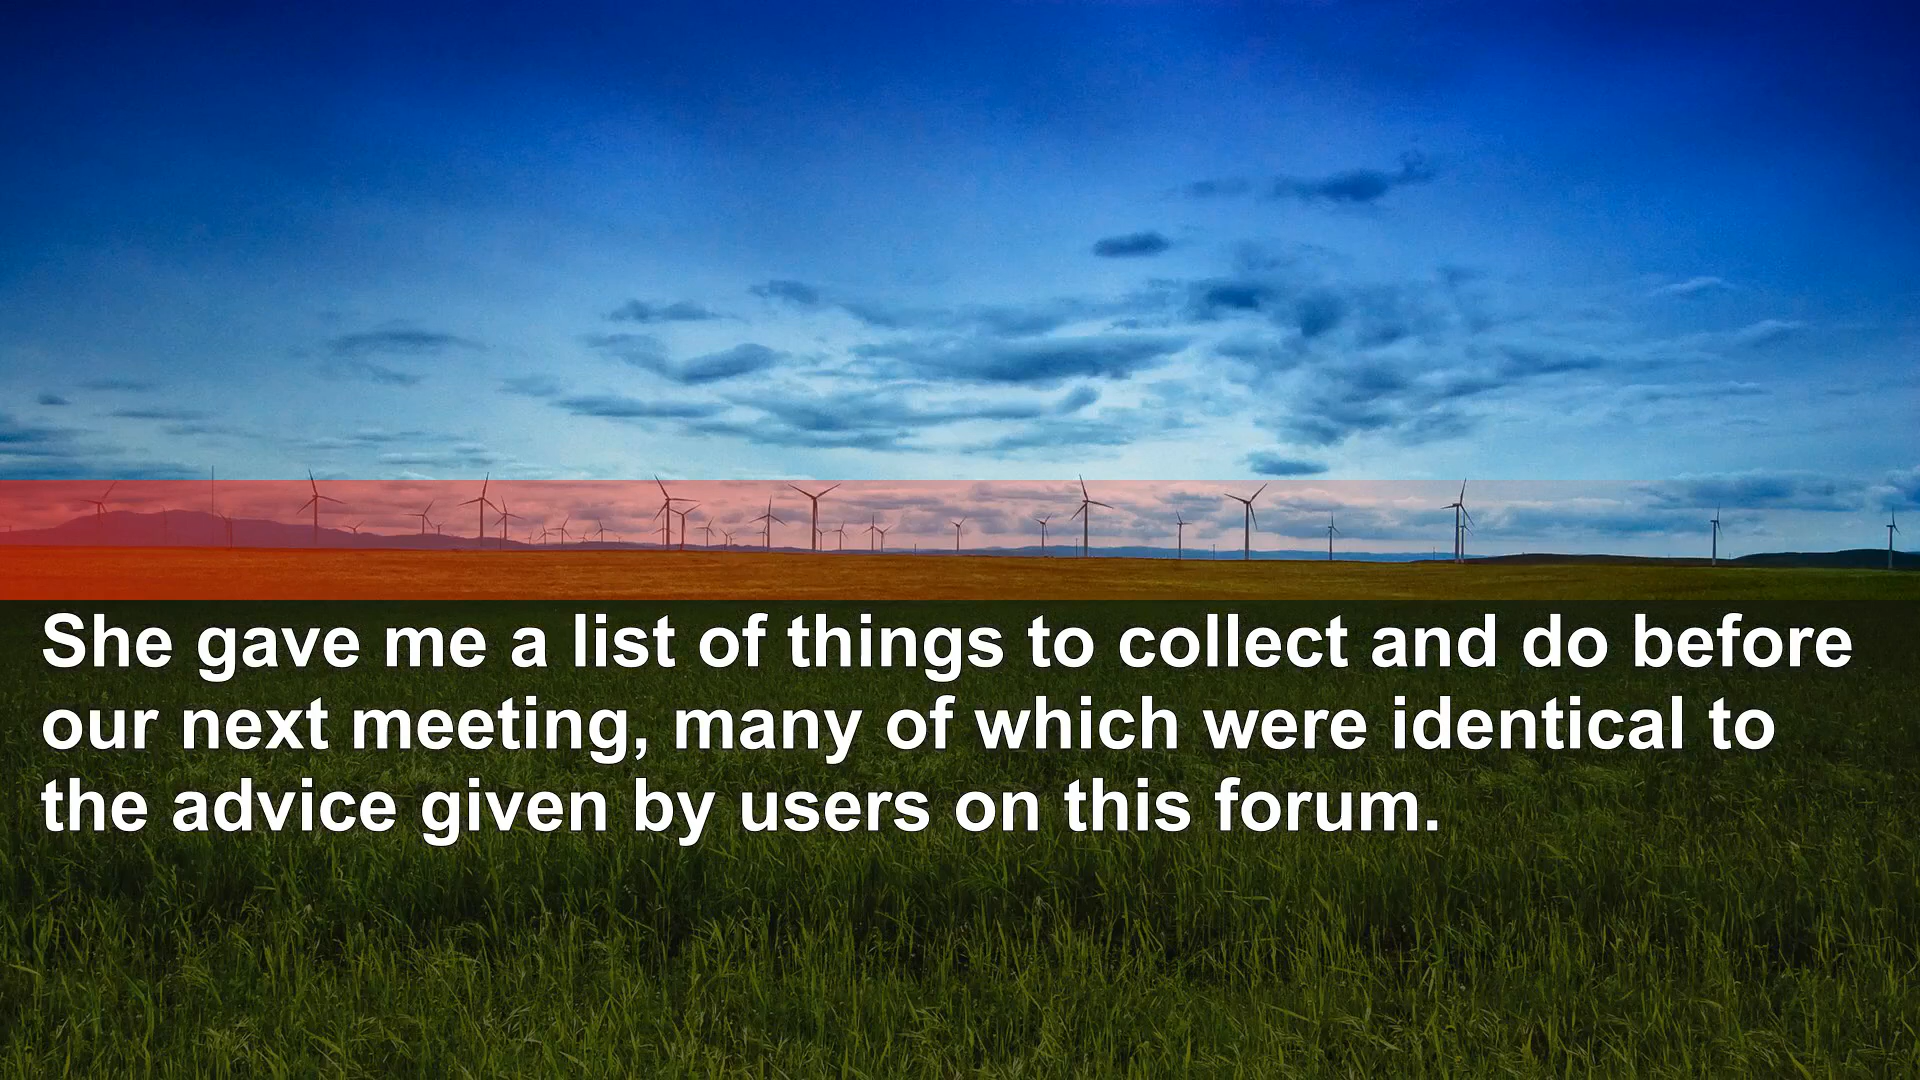 She gave me a list of things to collect and do before
our next meeting, many of which were identical to
the advice given by users on this forum.